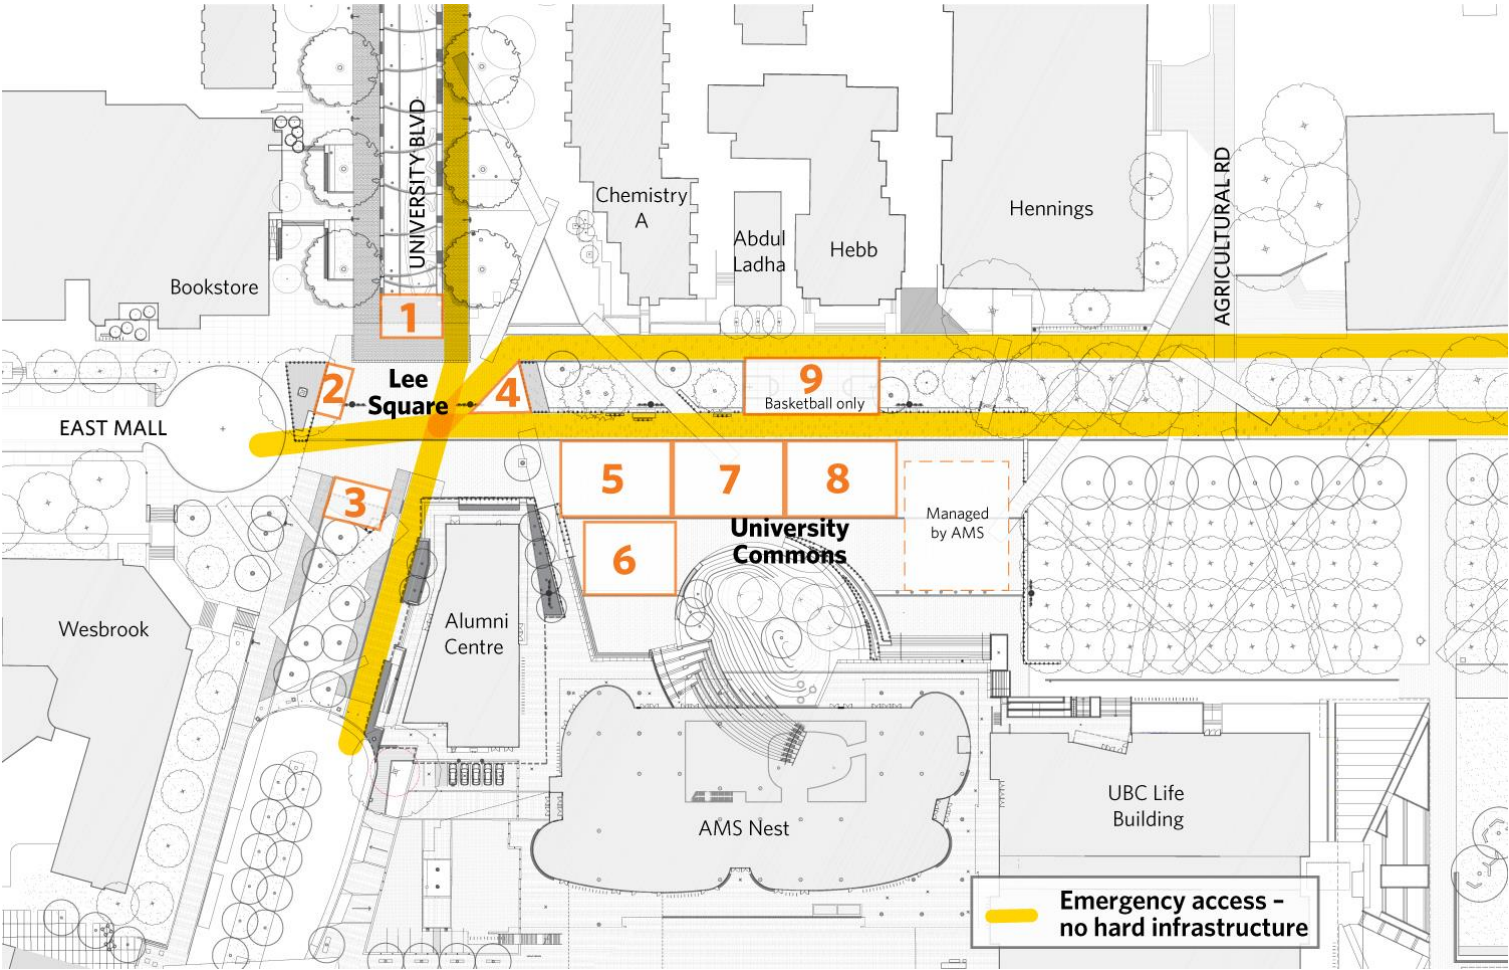 UNIVERSITY BLVD
AGRICULTURAL RD
Chemistry
A
Abdul
Ladha
Hebb
Hennings
Bookstore
1
2
Lee
Square
4
9
Basketball only
EAST MALL
3
5
7
8
University
Commons
6
Managed
by AMS
Wesbrook
Alumni
Centre
AMS Nest
UBC Life
Building
Emergency access –
no hard infrastructure